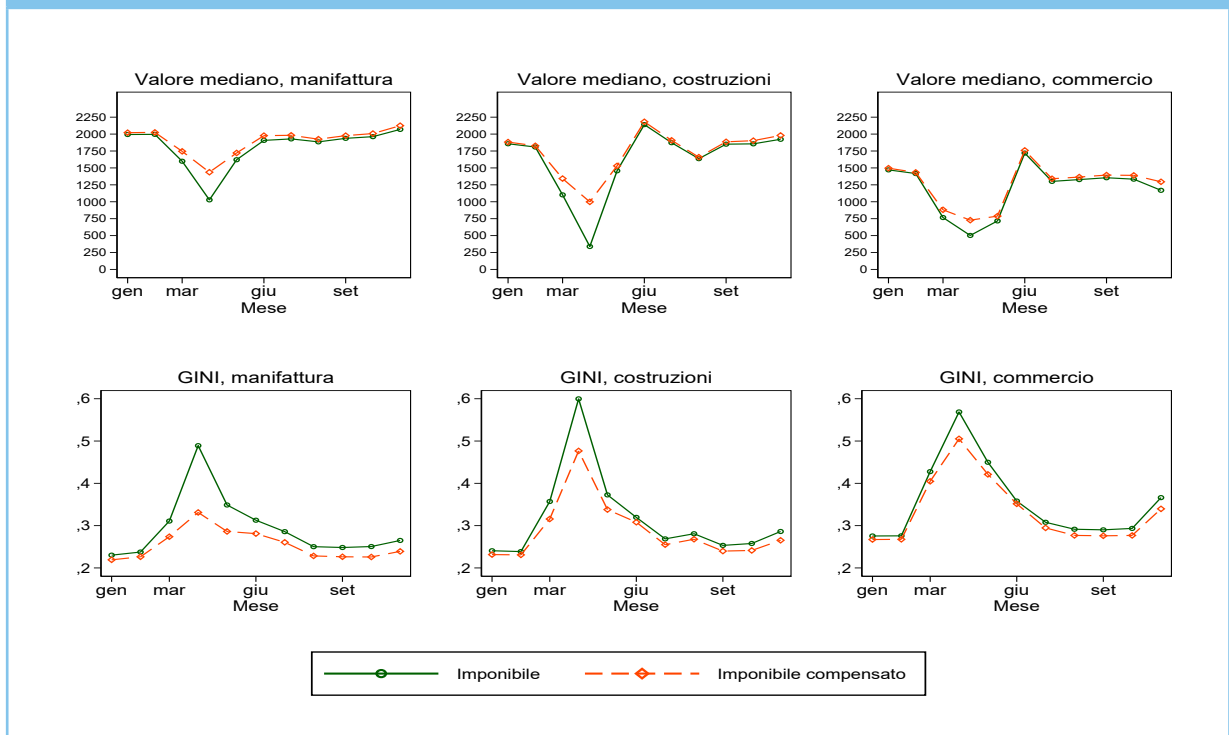 Valore mediano, manifattura
2250
2000
1750
1500
1250
1000
750
500
250
0
gen mar giu set
Mese
Valore mediano, costruzioni
2250
2000
1750
1500
1250
1000
750
500
250
0
gen mar giu set
Mese
Valore mediano, commercio
2250
2000
1750
1500
1250
1000
750
500
250
0
gen mar giu set
Mese
GINI, manifattura
,6
,5
,4
,3
,2
gen mar giu set
Mese
GINI, costruzioni
,6
,5
,4
,3
,2
gen mar giu set
Mese
GINI, commercio
,6
,5
,4
,3
,2
gen mar giu set
Mese
Imponibile Imponibile compensato